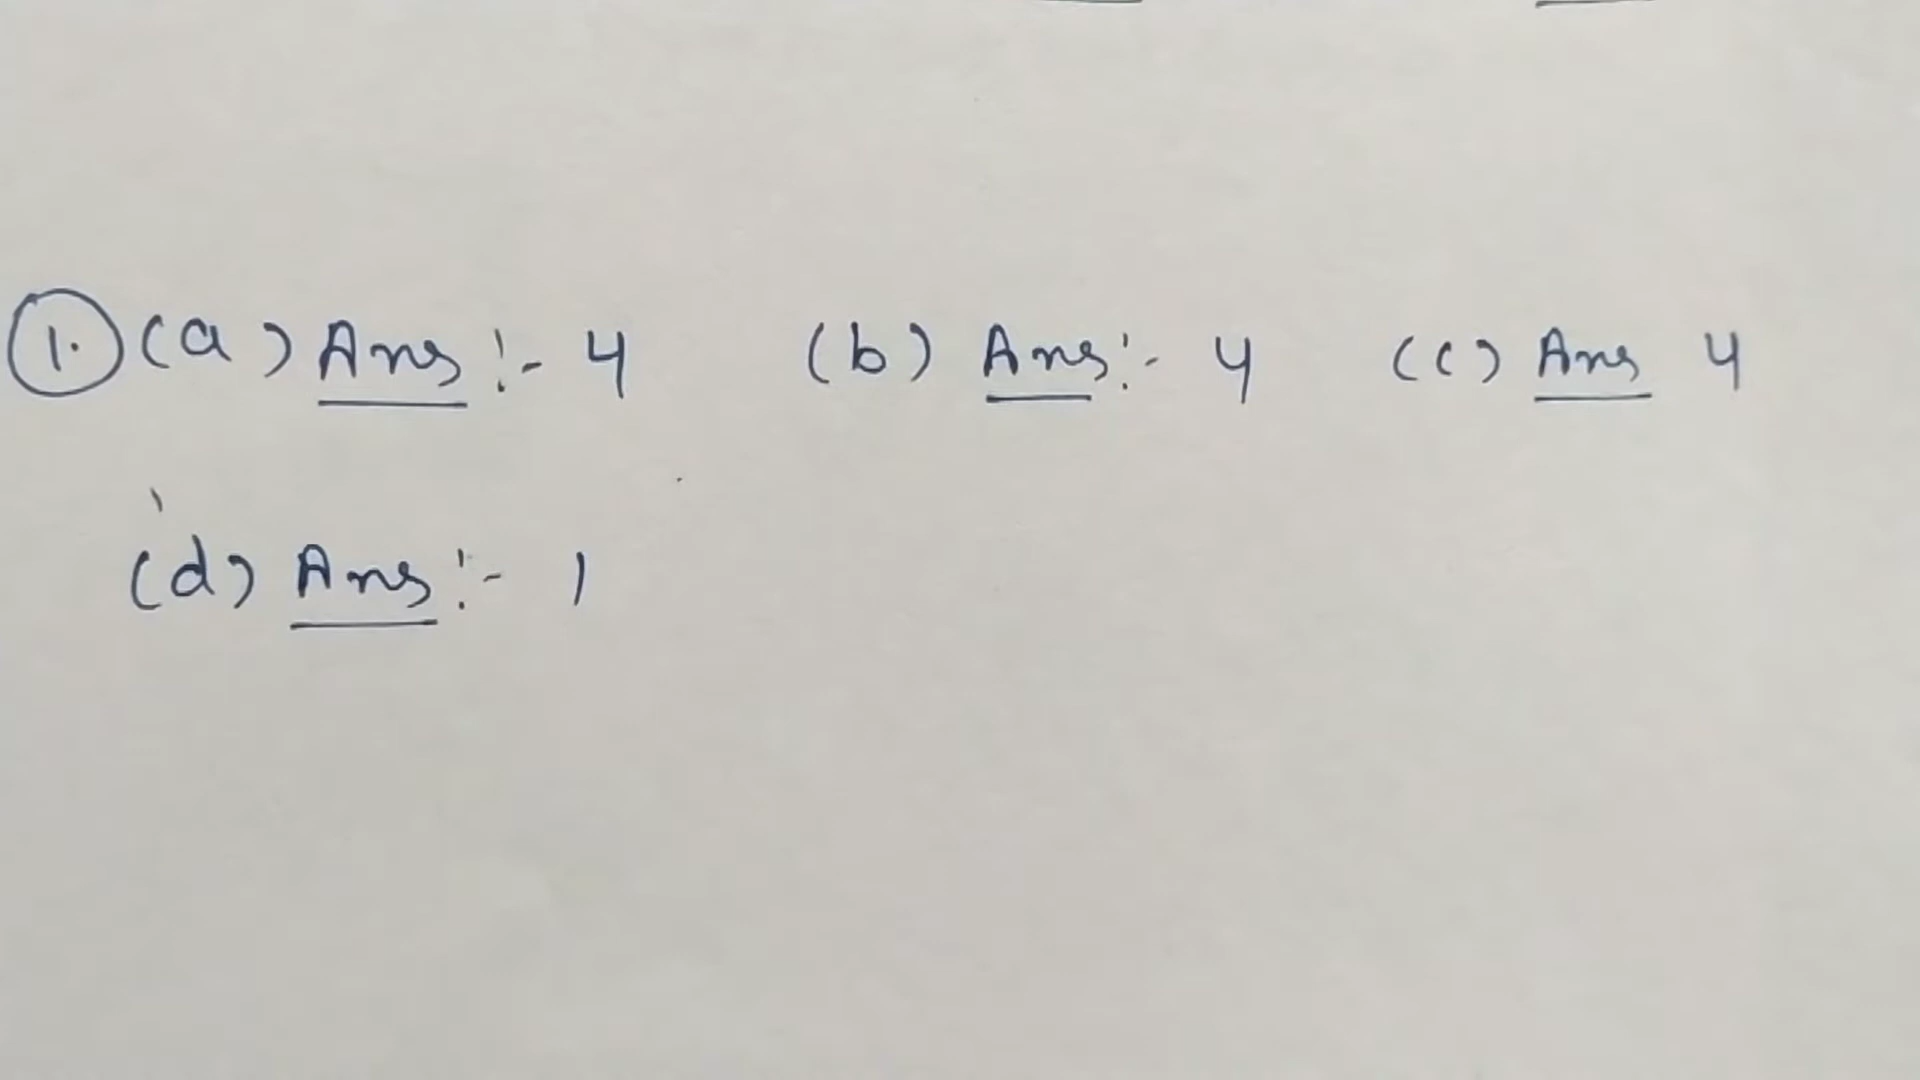 1. (a) Ans :- 4 (b) Ans :- 4 (c) Ans 4
(d) Ans :- 1